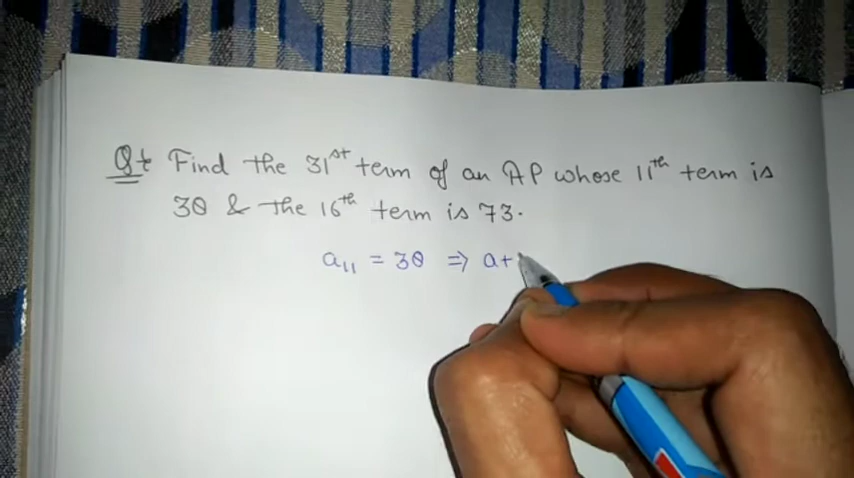 Qt Find the 31st term of an AP whose 11th term is
38 & the 16th term is 73.
a11 = 38 ⇒ a+